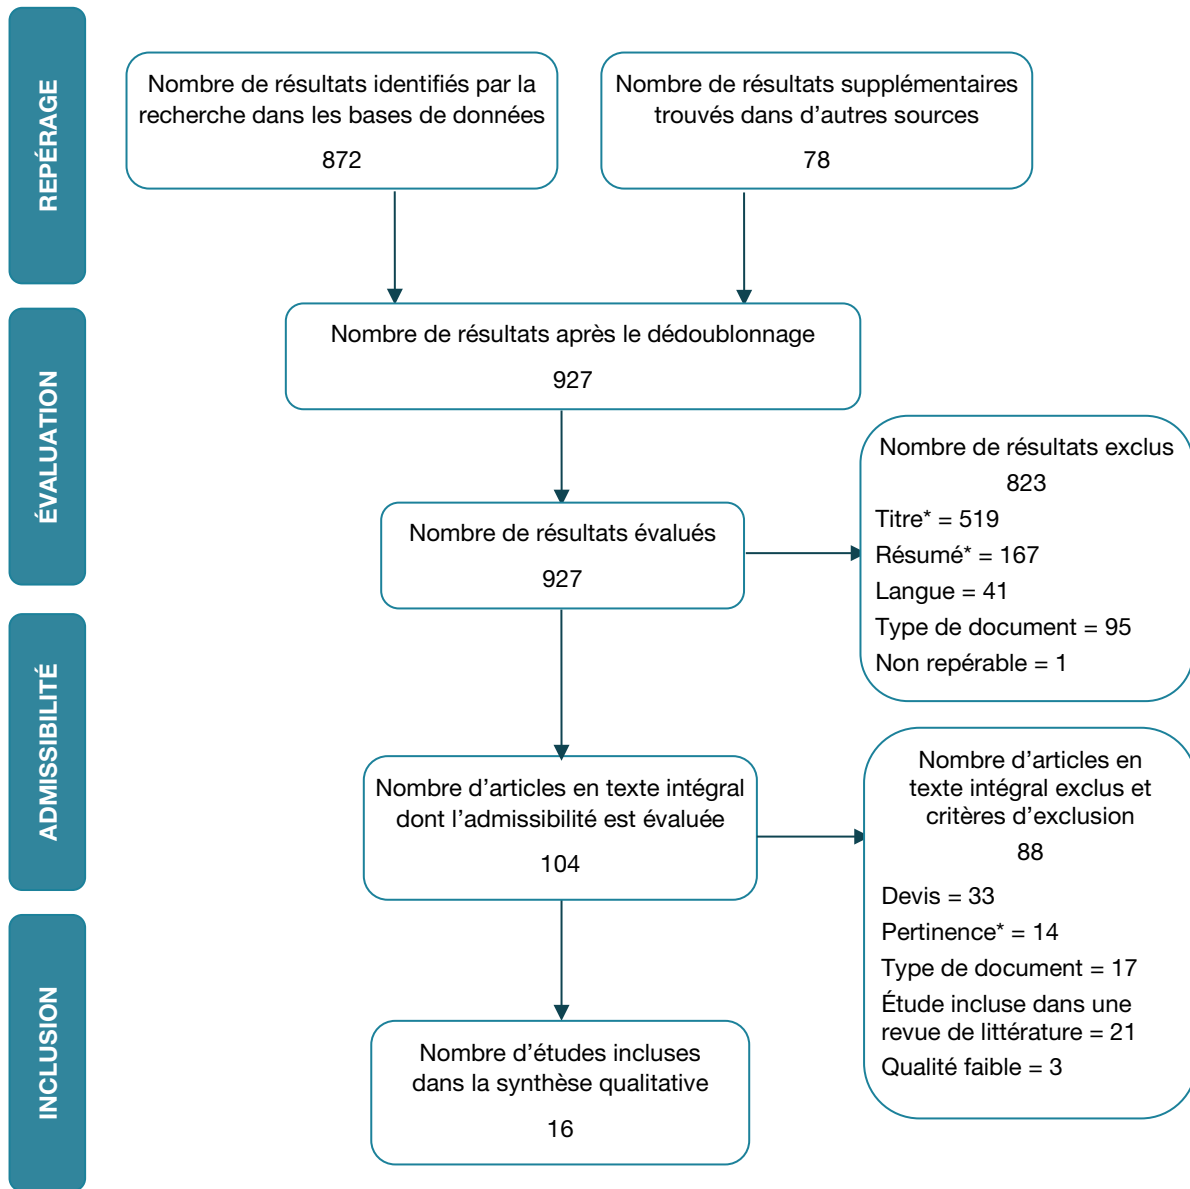 REPÉRAGE
Nombre de résultats identifiés par la
recherche dans les bases de données
872
Nombre de résultats supplémentaires
trouvés dans d’autres sources
78
ÉVALUATION
Nombre de résultats après le dédoublonnage
927
Nombre de résultats évalués
927
Nombre de résultats exclus
823
Titre* = 519
Résumé* = 167
Langue = 41
Type de document = 95
Non repérable = 1
ADMISSIBILITÉ
Nombre d’articles en texte intégral
dont l’admissibilité est évaluée
104
Nombre d’articles en
texte intégral exclus et
critères d’exclusion
88
Devis = 33
Pertinence* = 14
Type de document = 17
Étude incluse dans une
revue de littérature = 21
Qualité faible = 3
INCLUSION
Nombre d’études incluses
dans la synthèse qualitative
16